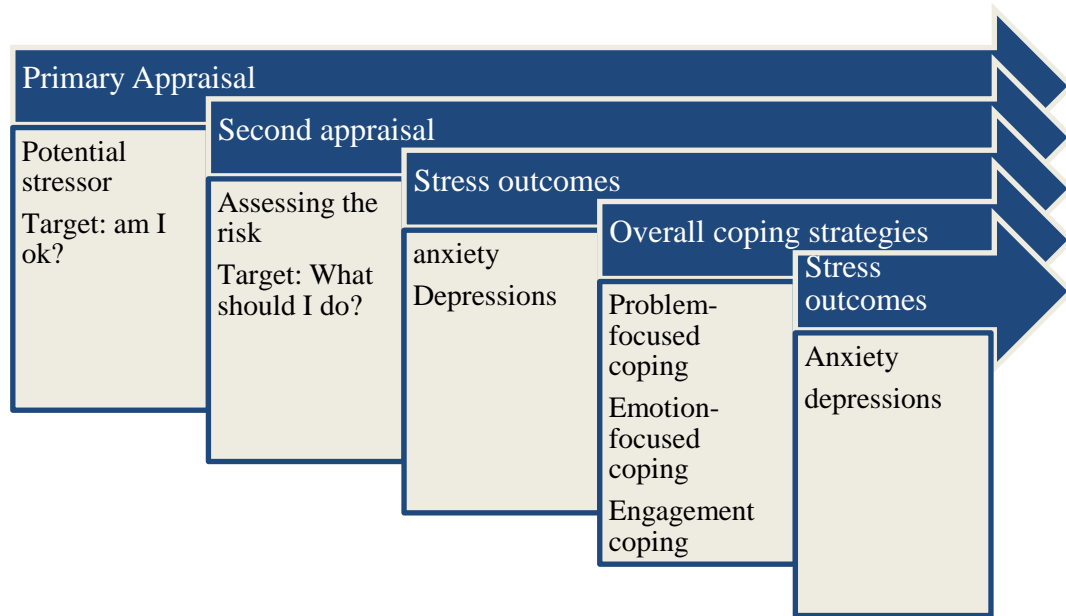 Primary Appraisal
Potential
stressor
Target: am I
ok?
Second appraisal
Assessing the
risk
Target: What
should I do?
Stress outcomes
anxiety
Depressions
Overall coping strategies
Problem-
focused
coping
Emotion-
focused
coping
Engagement
coping
Stress
outcomes
Anxiety
depressions